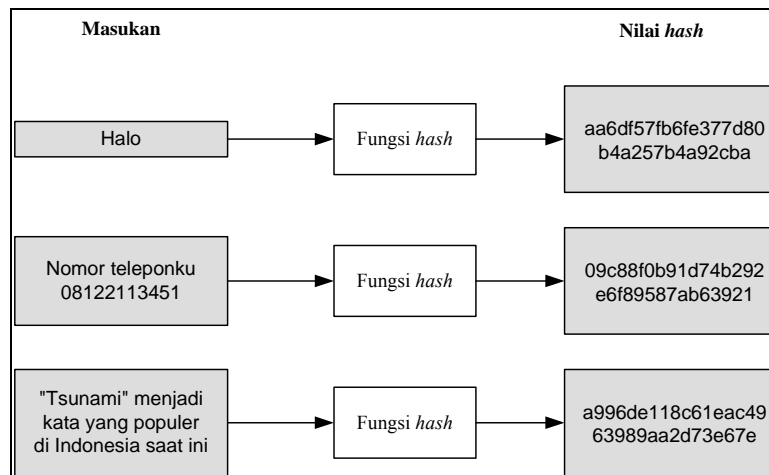 Masukan
Nilai hash
Halo
Fungsi hash
aa6df57fb6fe377d80
b4a257b4a92cba
Nomor teleponku
08122113451
Fungsi hash
09c88f0b91d74b292
e6f89587ab63921
"Tsunami" menjadi
kata yang populer
di Indonesia saat ini
Fungsi hash
a996de118c61eac49
63989aa2d73e67e